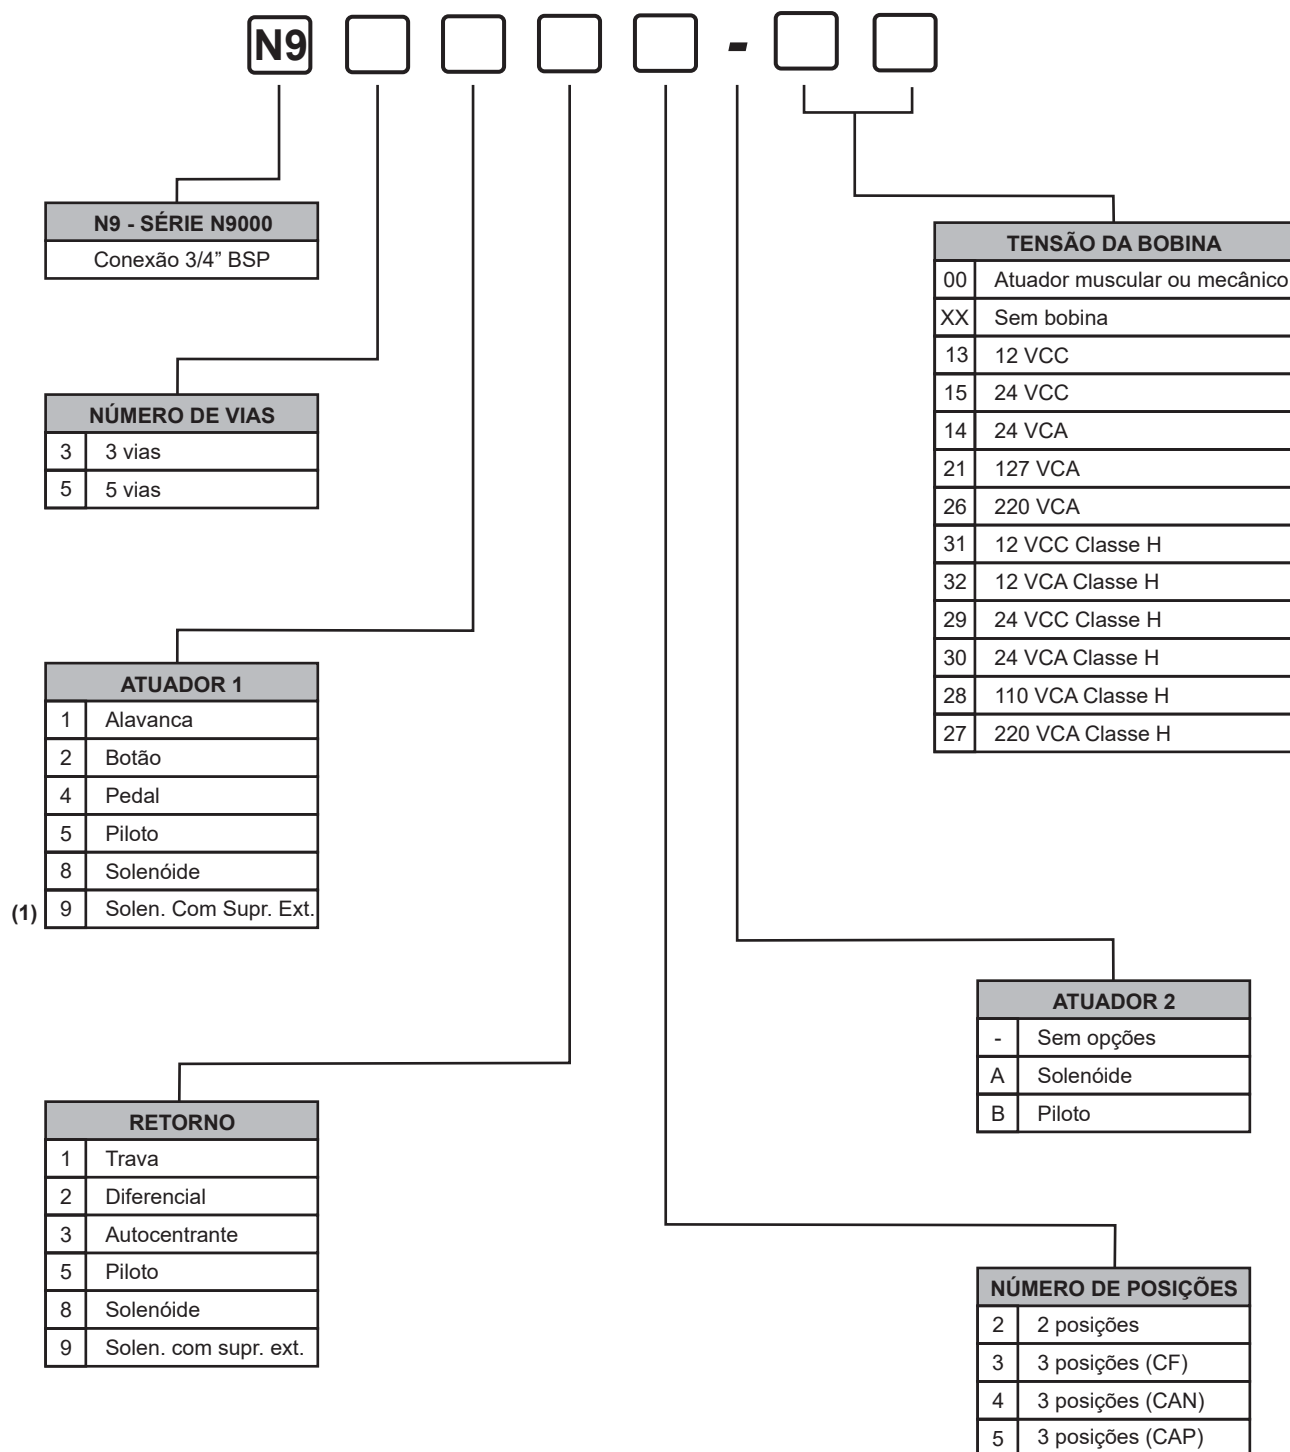 N9 -
N9 - SÉRIE N9000
Conexão 3/4” BSP
NÚMERO DE VIAS
3 3 vias
5 5 vias
ATUADOR 1
1 Alavanca
2 Botão
4 Pedal
5 Piloto
8 Solenóide
(1) 9 Solen. Com Supr. Ext.
RETORNO
1 Trava
2 Diferencial
3 Autocentrante
5 Piloto
8 Solenóide
9 Solen. com supr. ext.
TENSÃO DA BOBINA
00 Atuador muscular ou mecânico
XX Sem bobina
13 12 VCC
15 24 VCC
14 24 VCA
21 127 VCA
26 220 VCA
31 12 VCC Classe H
32 12 VCA Classe H
29 24 VCC Classe H
30 24 VCA Classe H
28 110 VCA Classe H
27 220 VCA Classe H
ATUADOR 2
- Sem opções
A Solenóide
B Piloto
NÚMERO DE POSIÇÕES
2 2 posições
3 3 posições (CF)
4 3 posições (CAN)
5 3 posições (CAP)